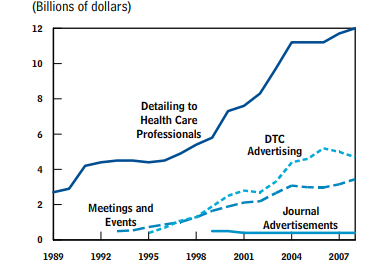 (Billions of dollars)
12
10
8
6
4
2
0
Detailing to
Health Care
Professionals
DTC
Advertising
Meetings and
Events
Journal
Advertisements
1989 1992 1995 1998 2001 2004 2007